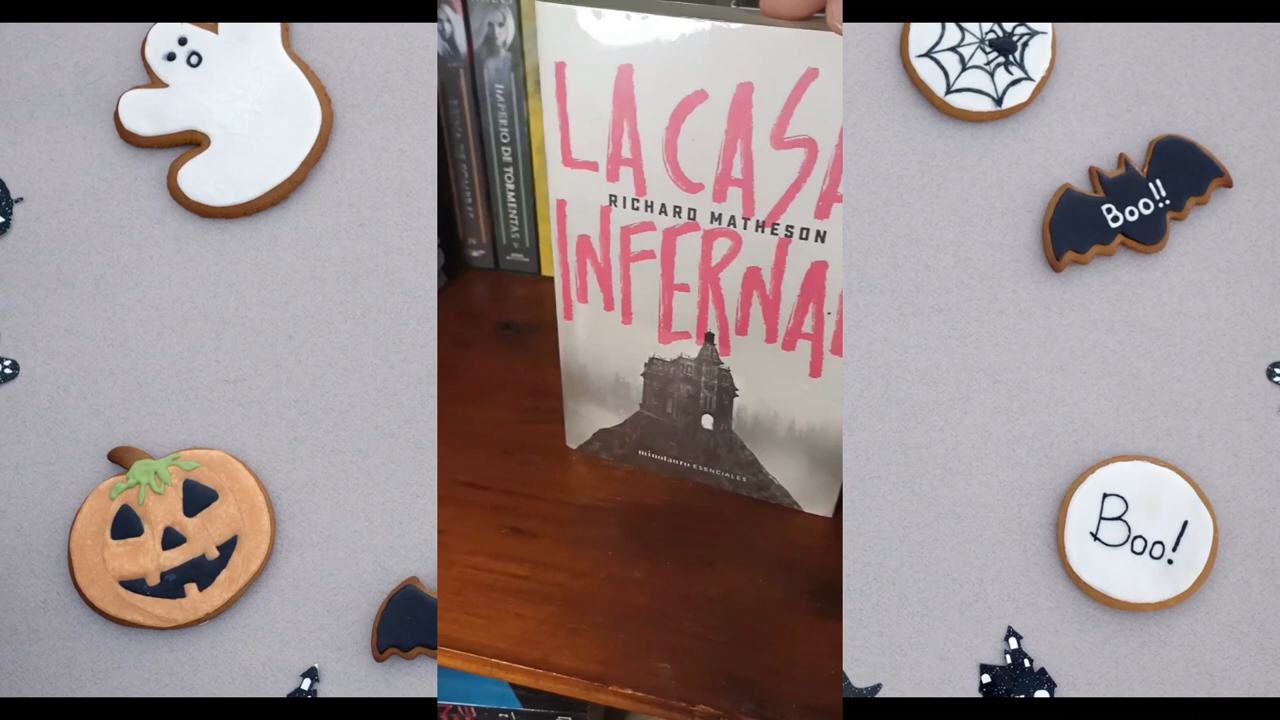 IMPERIO DE TORMENTAS
LA CASA
RICHARD MATHESON
INFERNAL
minotauro ESENCIALES
Boo!!
Boo!